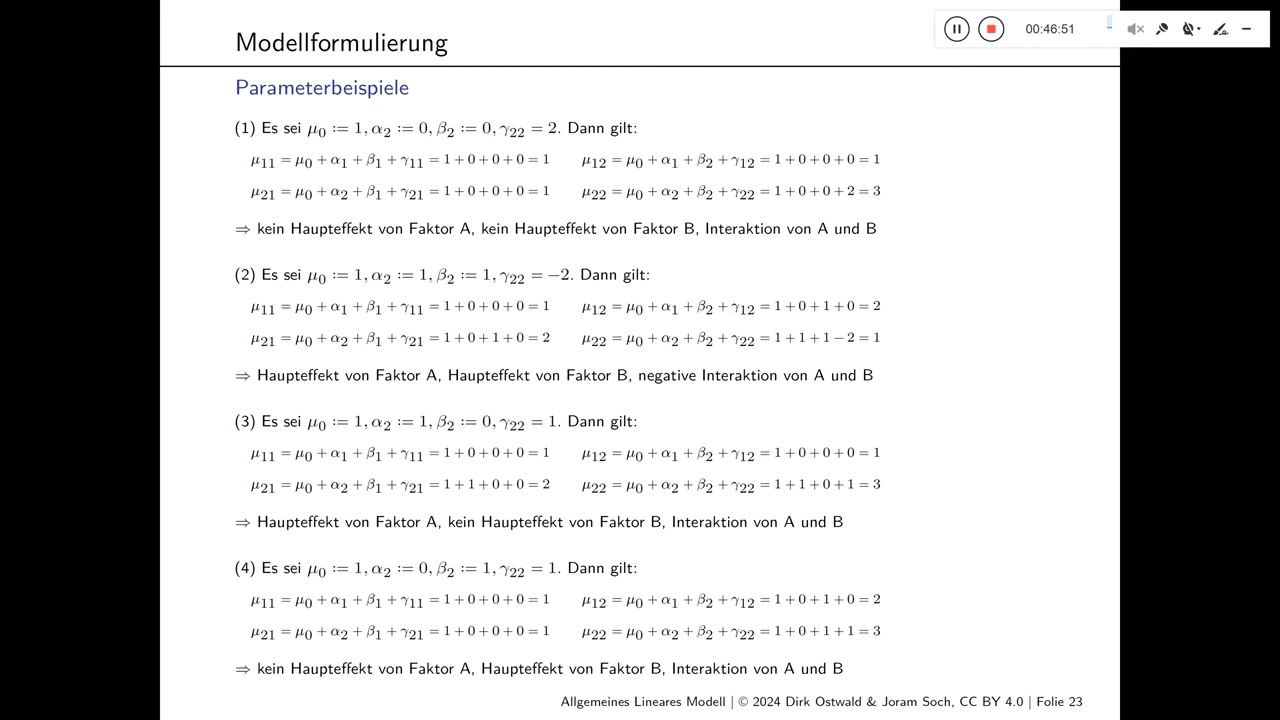 Modellformulierung
00:46:51
Parameterbeispiele
(1) Es sei μ₀ := 1, α₂ := 0, β₂ := 0, γ₂₂ = 2. Dann gilt:
μ₁₁ = μ₀ + α₁ + β₁ + γ₁₁ = 1 + 0 + 0 + 0 = 1 μ₁₂ = μ₀ + α₁ + β₂ + γ₁₂ = 1 + 0 + 0 + 0 = 1
μ₂₁ = μ₀ + α₂ + β₁ + γ₂₁ = 1 + 0 + 0 + 0 = 1 μ₂₂ = μ₀ + α₂ + β₂ + γ₂₂ = 1 + 0 + 0 + 2 = 3
⇒ kein Haupteffekt von Faktor A, kein Haupteffekt von Faktor B, Interaktion von A und B
(2) Es sei μ₀ := 1, α₂ := 1, β₂ := 1, γ₂₂ = −2. Dann gilt:
μ₁₁ = μ₀ + α₁ + β₁ + γ₁₁ = 1 + 0 + 0 + 0 = 1 μ₁₂ = μ₀ + α₁ + β₂ + γ₁₂ = 1 + 0 + 1 + 0 = 2
μ₂₁ = μ₀ + α₂ + β₁ + γ₂₁ = 1 + 0 + 1 + 0 = 2 μ₂₂ = μ₀ + α₂ + β₂ + γ₂₂ = 1 + 1 + 1 − 2 = 1
⇒ Haupteffekt von Faktor A, Haupteffekt von Faktor B, negative Interaktion von A und B
(3) Es sei μ₀ := 1, α₂ := 1, β₂ := 0, γ₂₂ = 1. Dann gilt:
μ₁₁ = μ₀ + α₁ + β₁ + γ₁₁ = 1 + 0 + 0 + 0 = 1 μ₁₂ = μ₀ + α₁ + β₂ + γ₁₂ = 1 + 0 + 0 + 0 = 1
μ₂₁ = μ₀ + α₂ + β₁ + γ₂₁ = 1 + 1 + 0 + 0 = 2 μ₂₂ = μ₀ + α₂ + β₂ + γ₂₂ = 1 + 1 + 0 + 1 = 3
⇒ Haupteffekt von Faktor A, kein Haupteffekt von Faktor B, Interaktion von A und B
(4) Es sei μ₀ := 1, α₂ := 0, β₂ := 1, γ₂₂ = 1. Dann gilt:
μ₁₁ = μ₀ + α₁ + β₁ + γ₁₁ = 1 + 0 + 0 + 0 = 1 μ₁₂ = μ₀ + α₁ + β₂ + γ₁₂ = 1 + 0 + 1 + 0 = 2
μ₂₁ = μ₀ + α₂ + β₁ + γ₂₁ = 1 + 0 + 0 + 0 = 1 μ₂₂ = μ₀ + α₂ + β₂ + γ₂₂ = 1 + 0 + 1 + 1 = 3
⇒ kein Haupteffekt von Faktor A, Haupteffekt von Faktor B, Interaktion von A und B
Allgemeines Lineares Modell | © 2024 Dirk Ostwald & Joram Soch, CC BY 4.0 | Folie 23